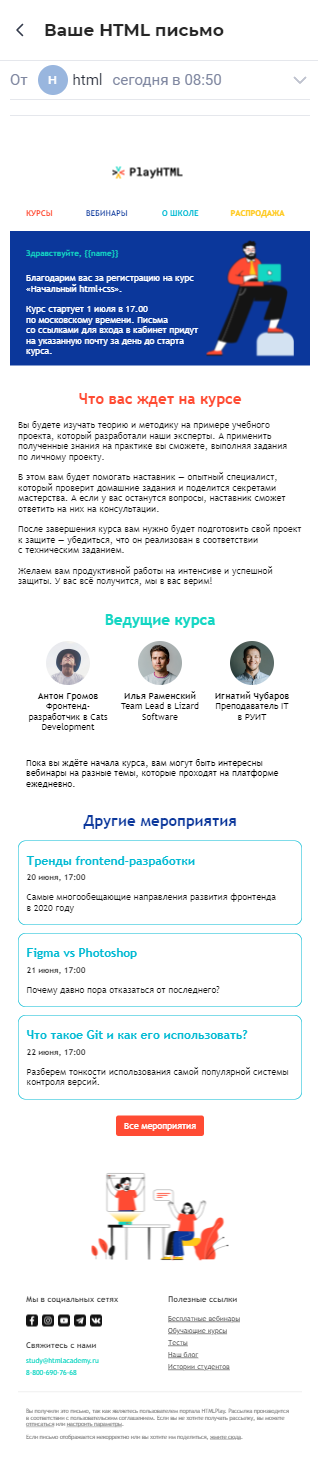 Ваше HTML письмо
От H html сегодня в 08:50
PlayHTML
КУРСЫ ВЕБИНАРЫ О ШКОЛЕ РАСПРОДАЖА
Здравствуйте, {{name}}
Благодарим вас за регистрацию на курс
«Начальный html+css».
Курс стартует 1 июля в 17.00
по московскому времени. Письма
со ссылками для входа в кабинет придут
на указанную почту за день до старта
курса.
Что вас ждет на курсе
Вы будете изучать теорию и методику на примере учебного
проекта, который разработали наши эксперты. А применить
полученные знания на практике вы сможете, выполняя задания
по личному проекту.
В этом вам будет помогать наставник — опытный специалист,
который проверит домашние задания и поделится секретами
мастерства. А если у вас останутся вопросы, наставник сможет
ответить на них на консультации.
После завершения курса вам нужно будет подготовить свой проект
к защите — убедиться, что он реализован в соответствии
с техническим заданием.
Желаем вам продуктивной работы на интенсиве и успешной
защиты. У вас всё получится, мы в вас верим!
Ведущие курса
Антон Громов
Фронтенд-
разработчик в Cats
Development
Илья Раменский
Team Lead в Lizard
Software
Игнатий Чубаров
Преподаватель IT
в РУИТ
Пока вы ждёте начала курса, вам могут быть интересны
вебинары на разные темы, которые проходят на платформе
ежедневно.
Другие мероприятия
Тренды frontend-разработки
20 июня, 17:00
Самые многообещающие направления развития фронтенда
в 2020 году
Figma vs Photoshop
21 июня, 17:00
Почему давно пора отказаться от последнего?
Что такое Git и как его использовать?
22 июня, 17:00
Разберем тонкости использования самой популярной системы
контроля версий.
Все мероприятия
Мы в социальных сетях
Свяжитесь с нами
study@htmlacademy.ru
8-800-690-76-68
Полезные ссылки
Бесплатные вебинары
Обучающие курсы
Тесты
Наш блог
Истории студентов
Вы получили это письмо, так как являетесь пользователем портала HTMLPlay. Рассылка производится
в соответствии с пользовательским соглашением. Если вы не хотите получать рассылку, вы можете
отписаться или настроить параметры.
Если письмо отображается некорректно или вы хотите им поделиться, жмите сюда.